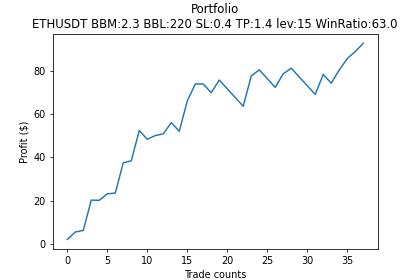 Portfolio
ETHUSDT BBM:2.3 BBL:220 SL:0.4 TP:1.4 lev:15 WinRatio:63.0
80
60
40
20
0
Profit ($)
0 5 10 15 20 25 30 35
Trade counts